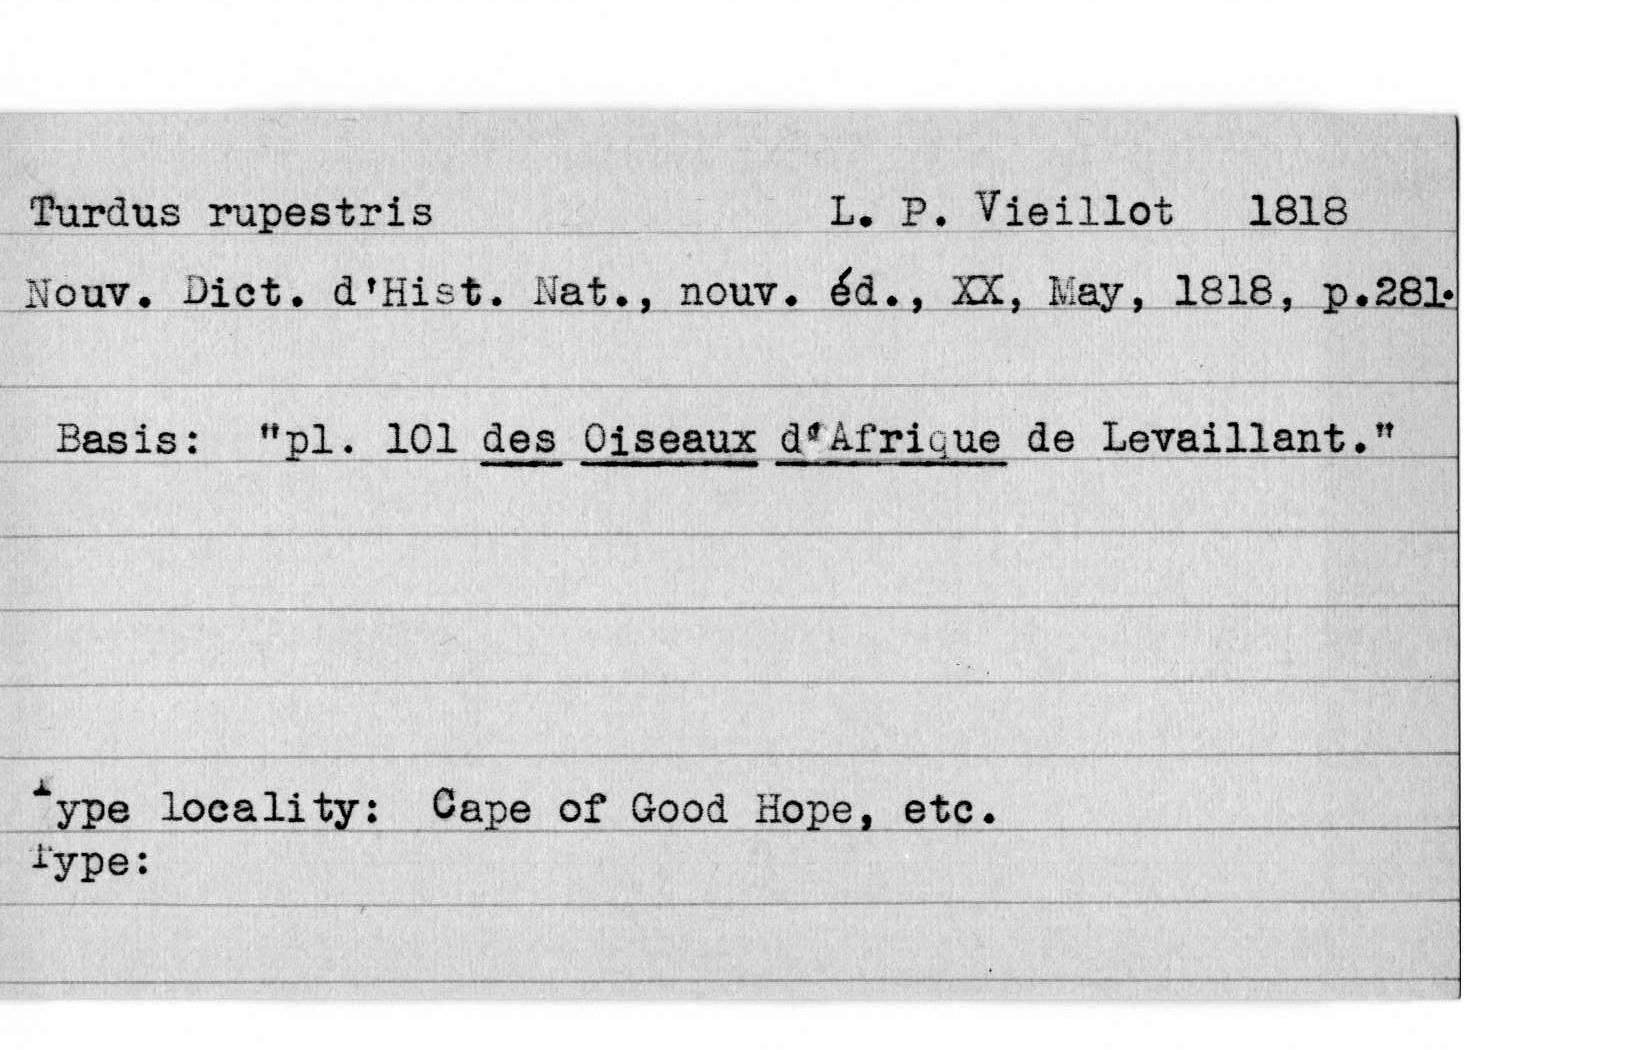 Turdus rupestris L. P. Vieillot 1818
Nouv. Dict. d'Hist. Nat., nouv. éd., XX, May, 1818, p.281.
Basis: "pl. 101 des Oiseaux d'Afrique de Levaillant."
Type locality: Cape of Good Hope, etc.
Type: